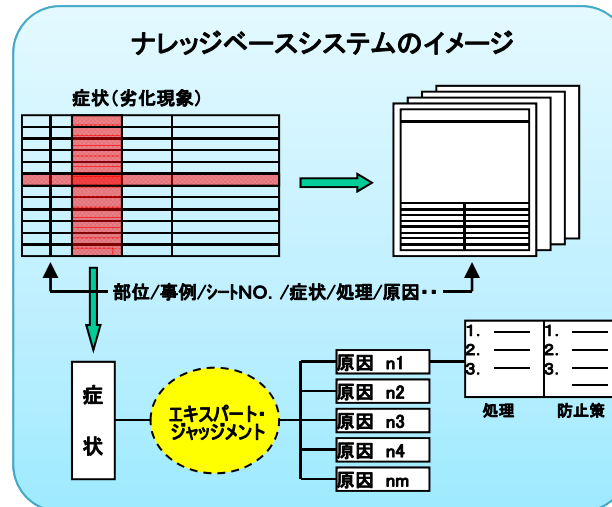 ナレッジベースシステムのイメージ
症状(劣化現象)
部位/事例/シートNO. /症状/処理/原因・・
症
状
エキスパート・
ジャッジメント
原因 n1
原因 n2
原因 n3
原因 n4
原因 nm
1.
2.
3.
1.
2.
3.
処理
防止策